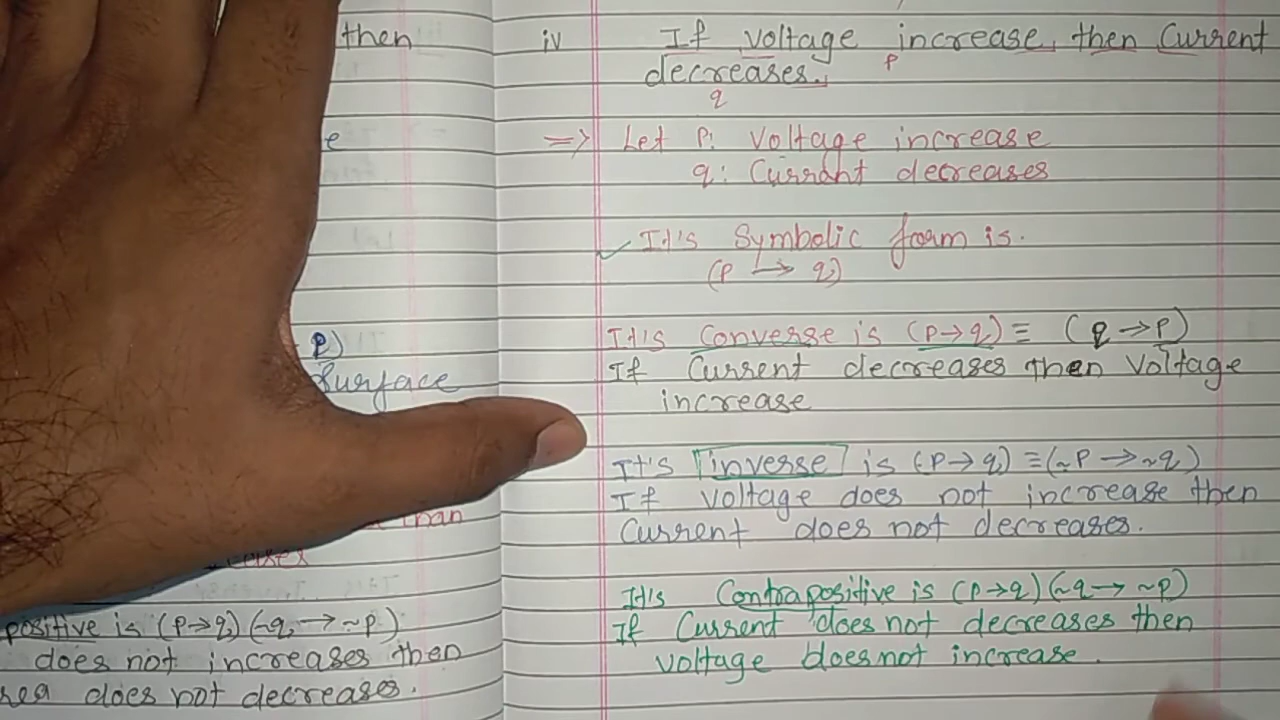 then
e
p)
Surface
than
positive is (p→q) (~q → ~p)
does not increases then
does not decreases.
iv If voltage increase, then Current
p
decreases.
q
=> Let p: Voltage increase
q: Currant decreases
It's Symbolic form is.
(p → q)
It's Converse is (p→q) ≡ (q→p)
If Current decreases then Voltage
increase
It's inverse is (p→q) ≡ (~p → ~q)
If voltage does not increase then
Current does not decreases.
It's Contrapositive is (p→q) (~q → ~p)
If Current does not decreases then
voltage does not increase.